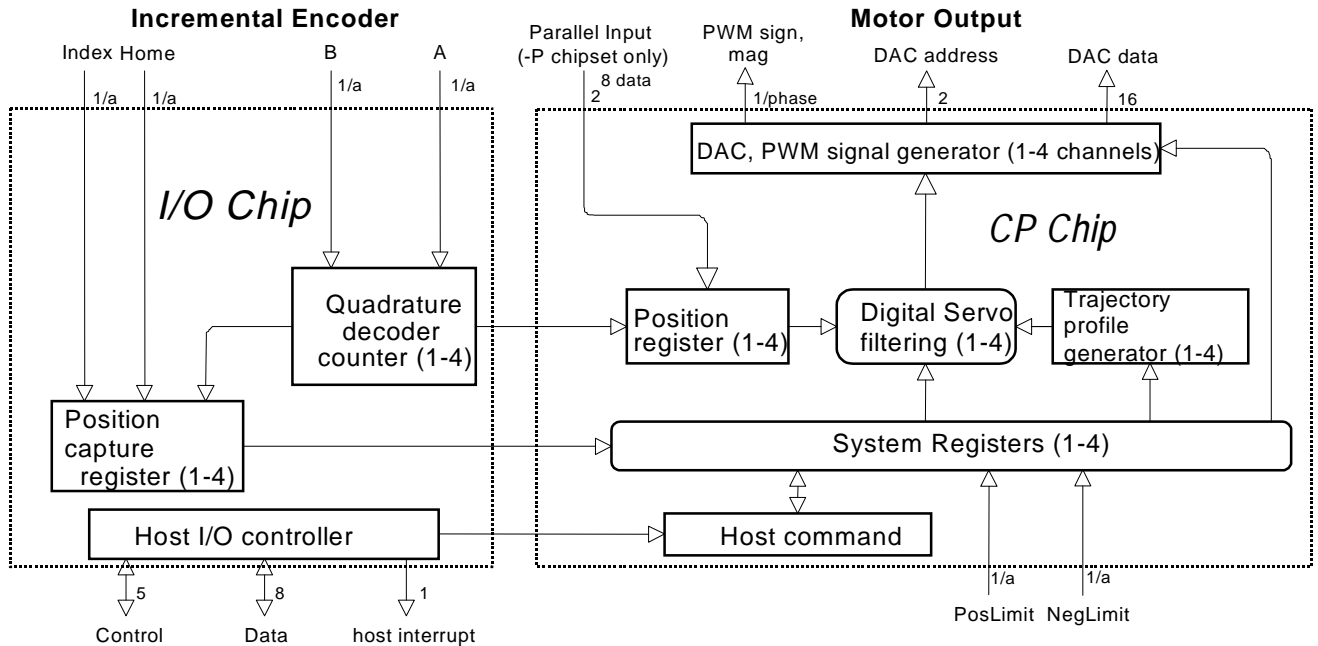 Incremental Encoder
Motor Output
Index Home
B
A
Parallel Input
(-P chipset only)
PWM sign,
mag
DAC address
DAC data
1/a
1/a
1/a
1/a
8 data
2
1/phase
2
16
DAC, PWM signal generator (1-4 channels)
I/O Chip
CP Chip
Quadrature
decoder
counter (1-4)
Position
register (1-4)
Digital Servo
filtering (1-4)
Trajectory
profile
generator (1-4)
Position
capture
register (1-4)
System Registers (1-4)
Host I/O controller
Host command
5
8
1
1/a
1/a
Control
Data
host interrupt
PosLimit
NegLimit